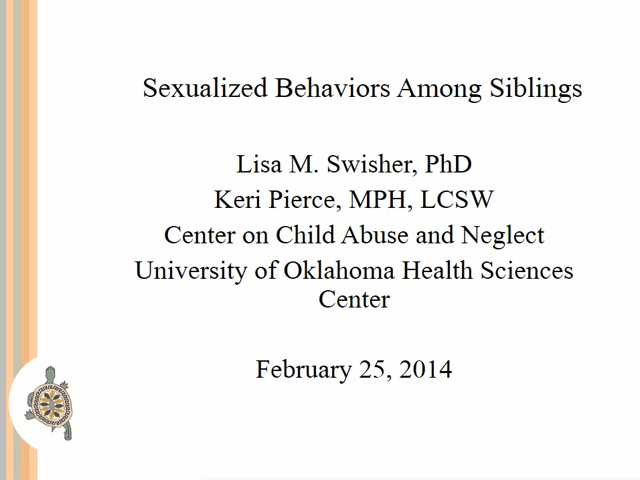 Sexualized Behaviors Among Siblings
Lisa M. Swisher, PhD
Keri Pierce, MPH, LCSW
Center on Child Abuse and Neglect
University of Oklahoma Health Sciences
Center
February 25, 2014